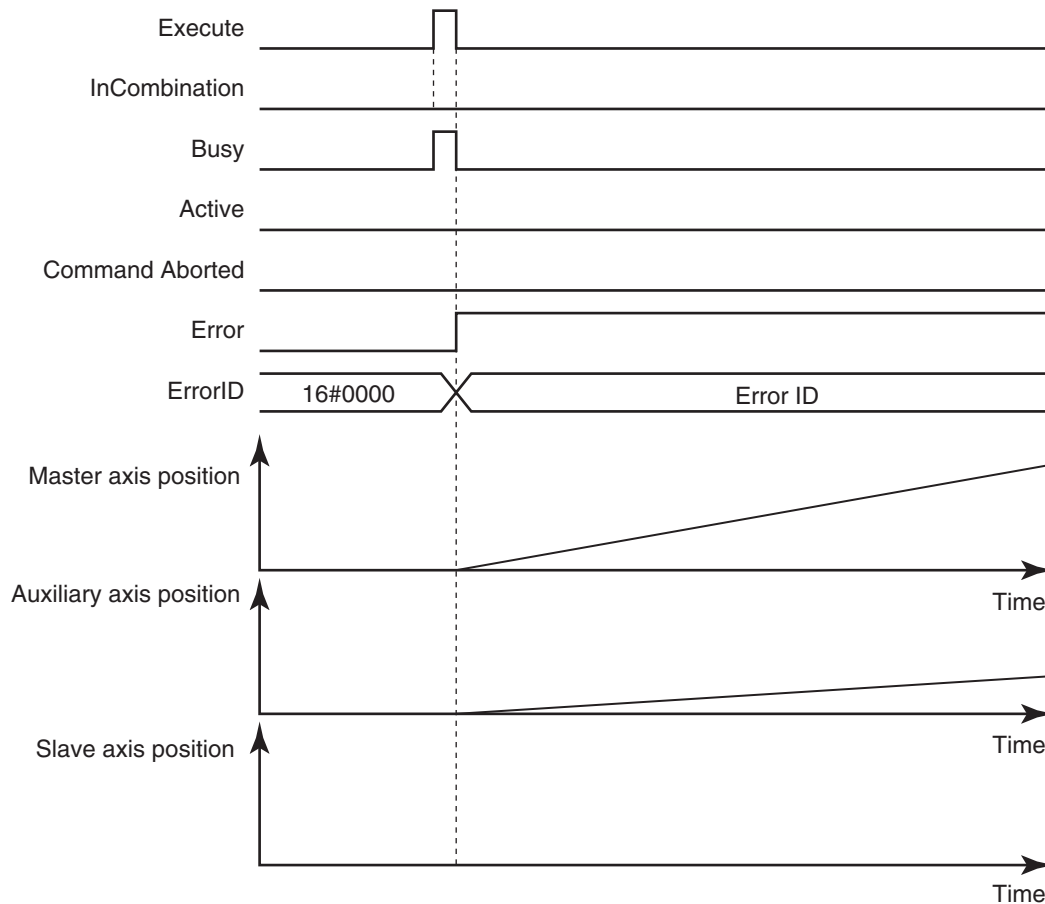 Execute
InCombination
Busy
Active
Command Aborted
Error
ErrorID
16#0000
Error ID
Master axis position
Time
Auxiliary axis position
Time
Slave axis position
Time